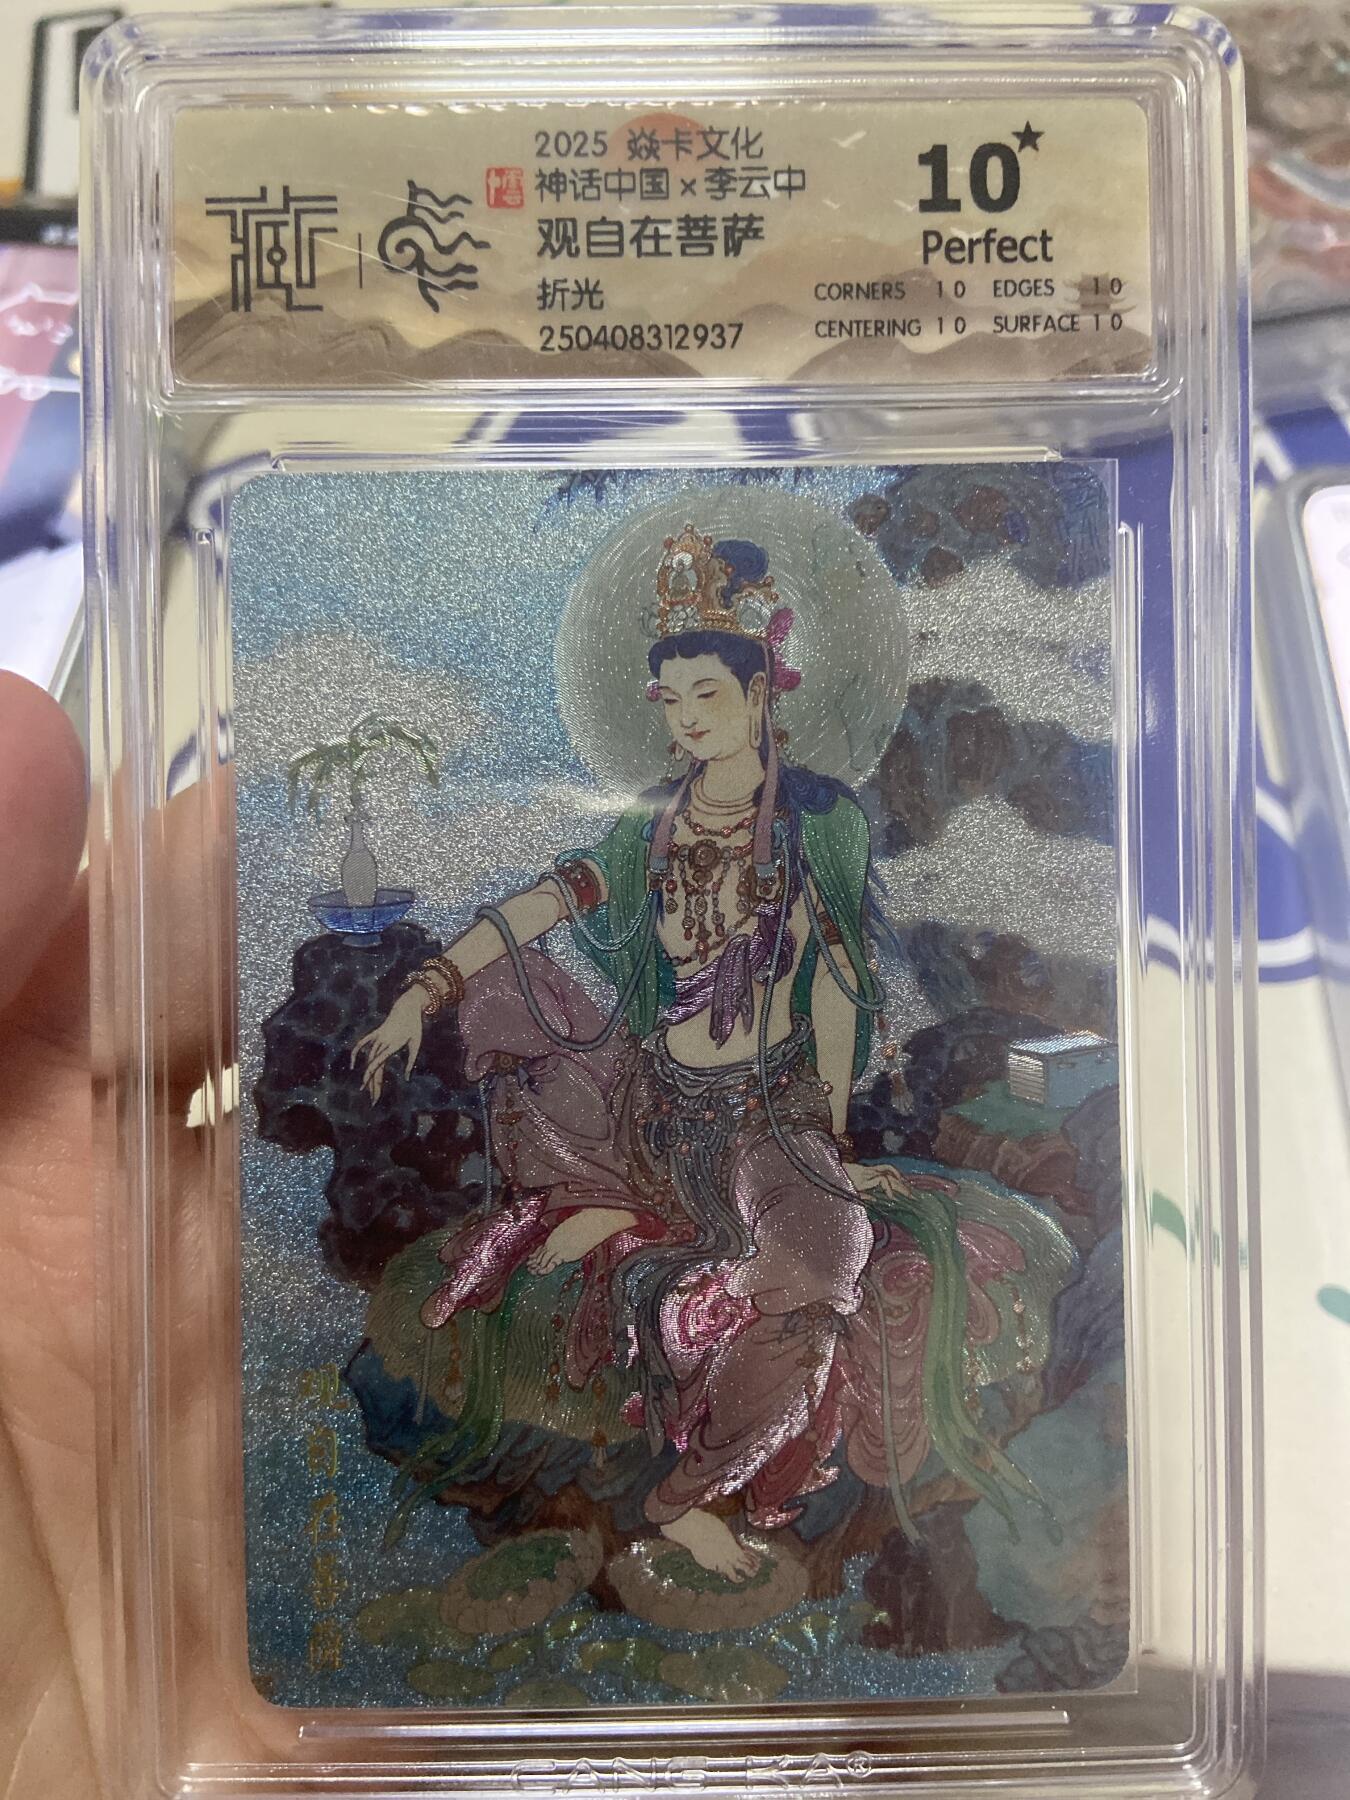 藏
2025 焱卡文化
神话中国 x 李云中
观自在菩萨
折光
250408312937
10★
Perfect
CORNERS 10 EDGES 10
CENTERING 10 SURFACE 10
观自在菩萨
CANG KA®